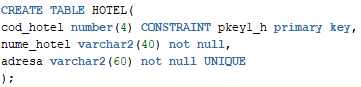 CREATE TABLE HOTEL(
cod_hotel number(4) CONSTRAINT pkey1_h primary key,
nume_hotel varchar2(40) not null,
adresa varchar2(60) not null UNIQUE
);